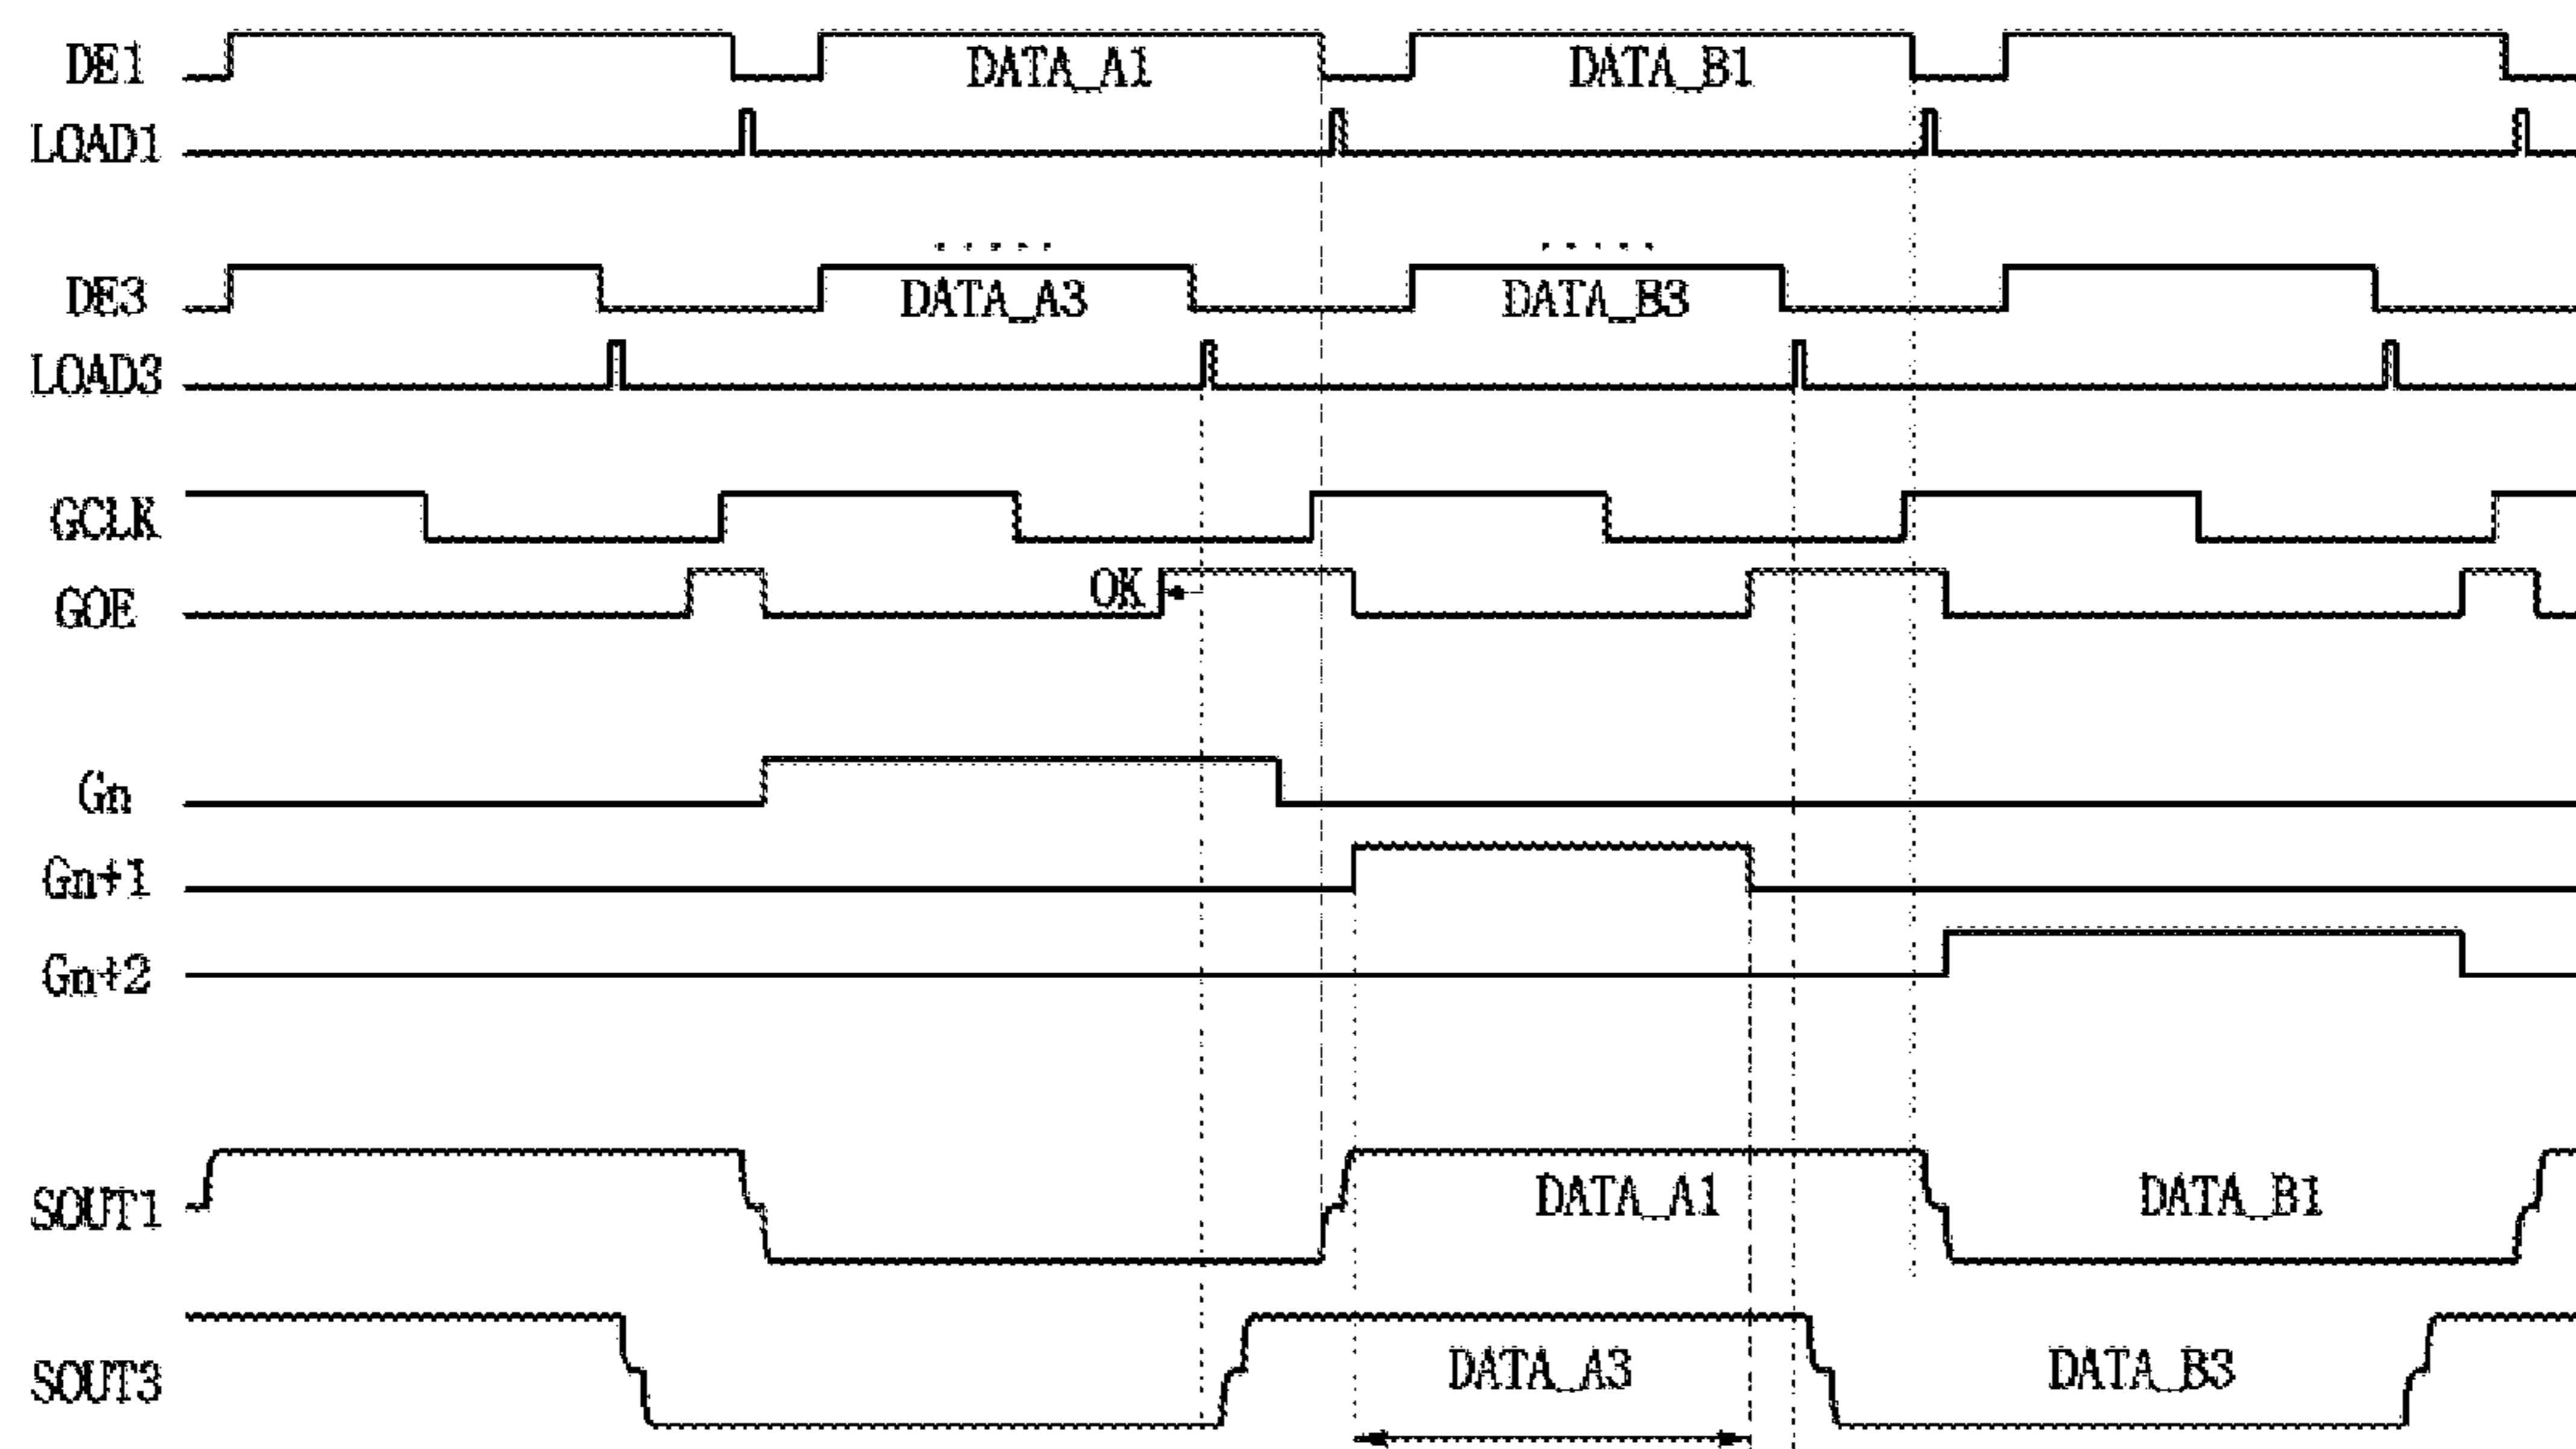 DE1 DATA_A1 DATA_B1
LOAD1
DE3 DATA_A3 DATA_B3
LOAD3
GCLK
GOE OK
Gn
Gn+1
Gn+2
SOUT1 DATA_A1 DATA_B1
SOUT3 DATA_A3 DATA_B3